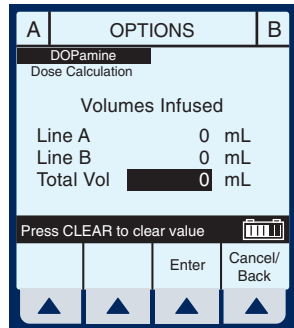 A OPTIONS B
DOPamine
Dose Calculation
Volumes Infused
Line A 0 mL
Line B 0 mL
Total Vol 0 mL
Press CLEAR to clear value
Enter Cancel/
Back